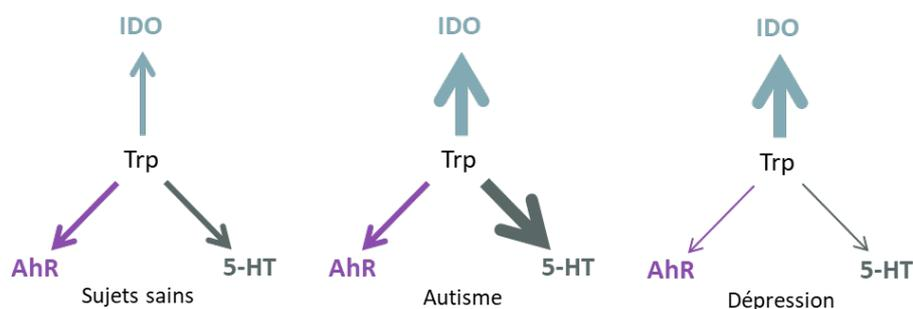 IDO
Trp
AhR
5-HT
Sujets sains
IDO
Trp
AhR
5-HT
Autisme
IDO
Trp
AhR
5-HT
Dépression